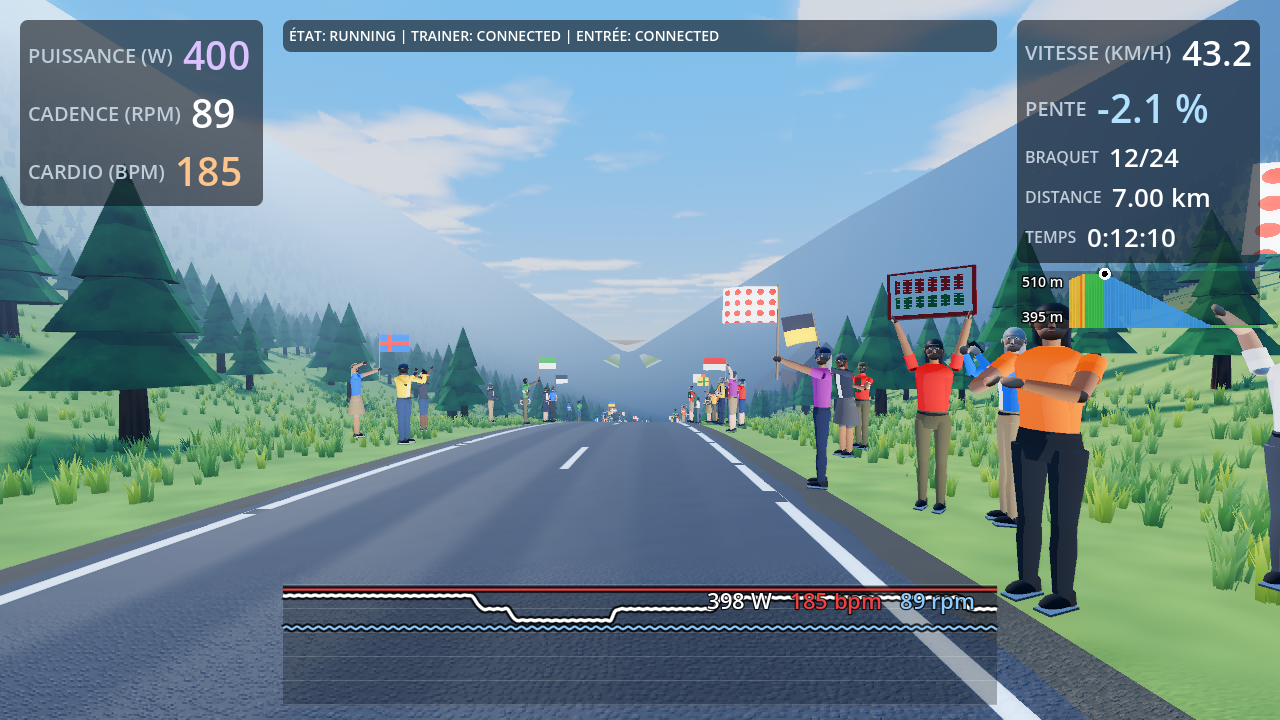 PUISSANCE (W) 400
CADENCE (RPM) 89
CARDIO (BPM) 185
ÉTAT: RUNNING | TRAINER: CONNECTED | ENTRÉE: CONNECTED
VITESSE (KM/H) 43.2
PENTE -2.1 %
BRAQUET 12/24
DISTANCE 7.00 km
TEMPS 0:12:10
510 m
395 m
398 W 185 bpm 89 rpm